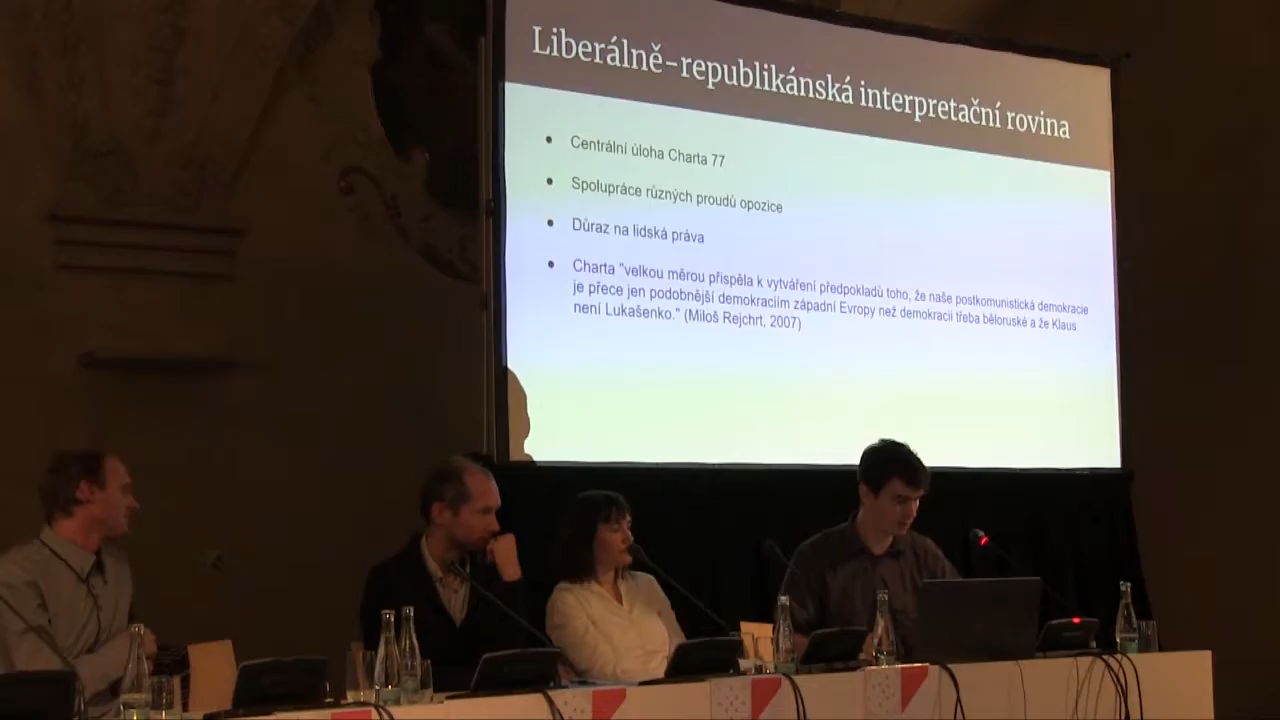 Liberálně-republikánská interpretační rovina
Centrální úloha Charta 77
Spolupráce různých proudů opozice
Důraz na lidská práva
Charta "velkou měrou přispěla k vytváření předpokladů toho, že naše postkomunistická demokracie
je přece jen podobnější demokraciím západní Evropy než demokracii třeba běloruské a že Klaus
není Lukašenko." (Miloš Rejchrt, 2007)